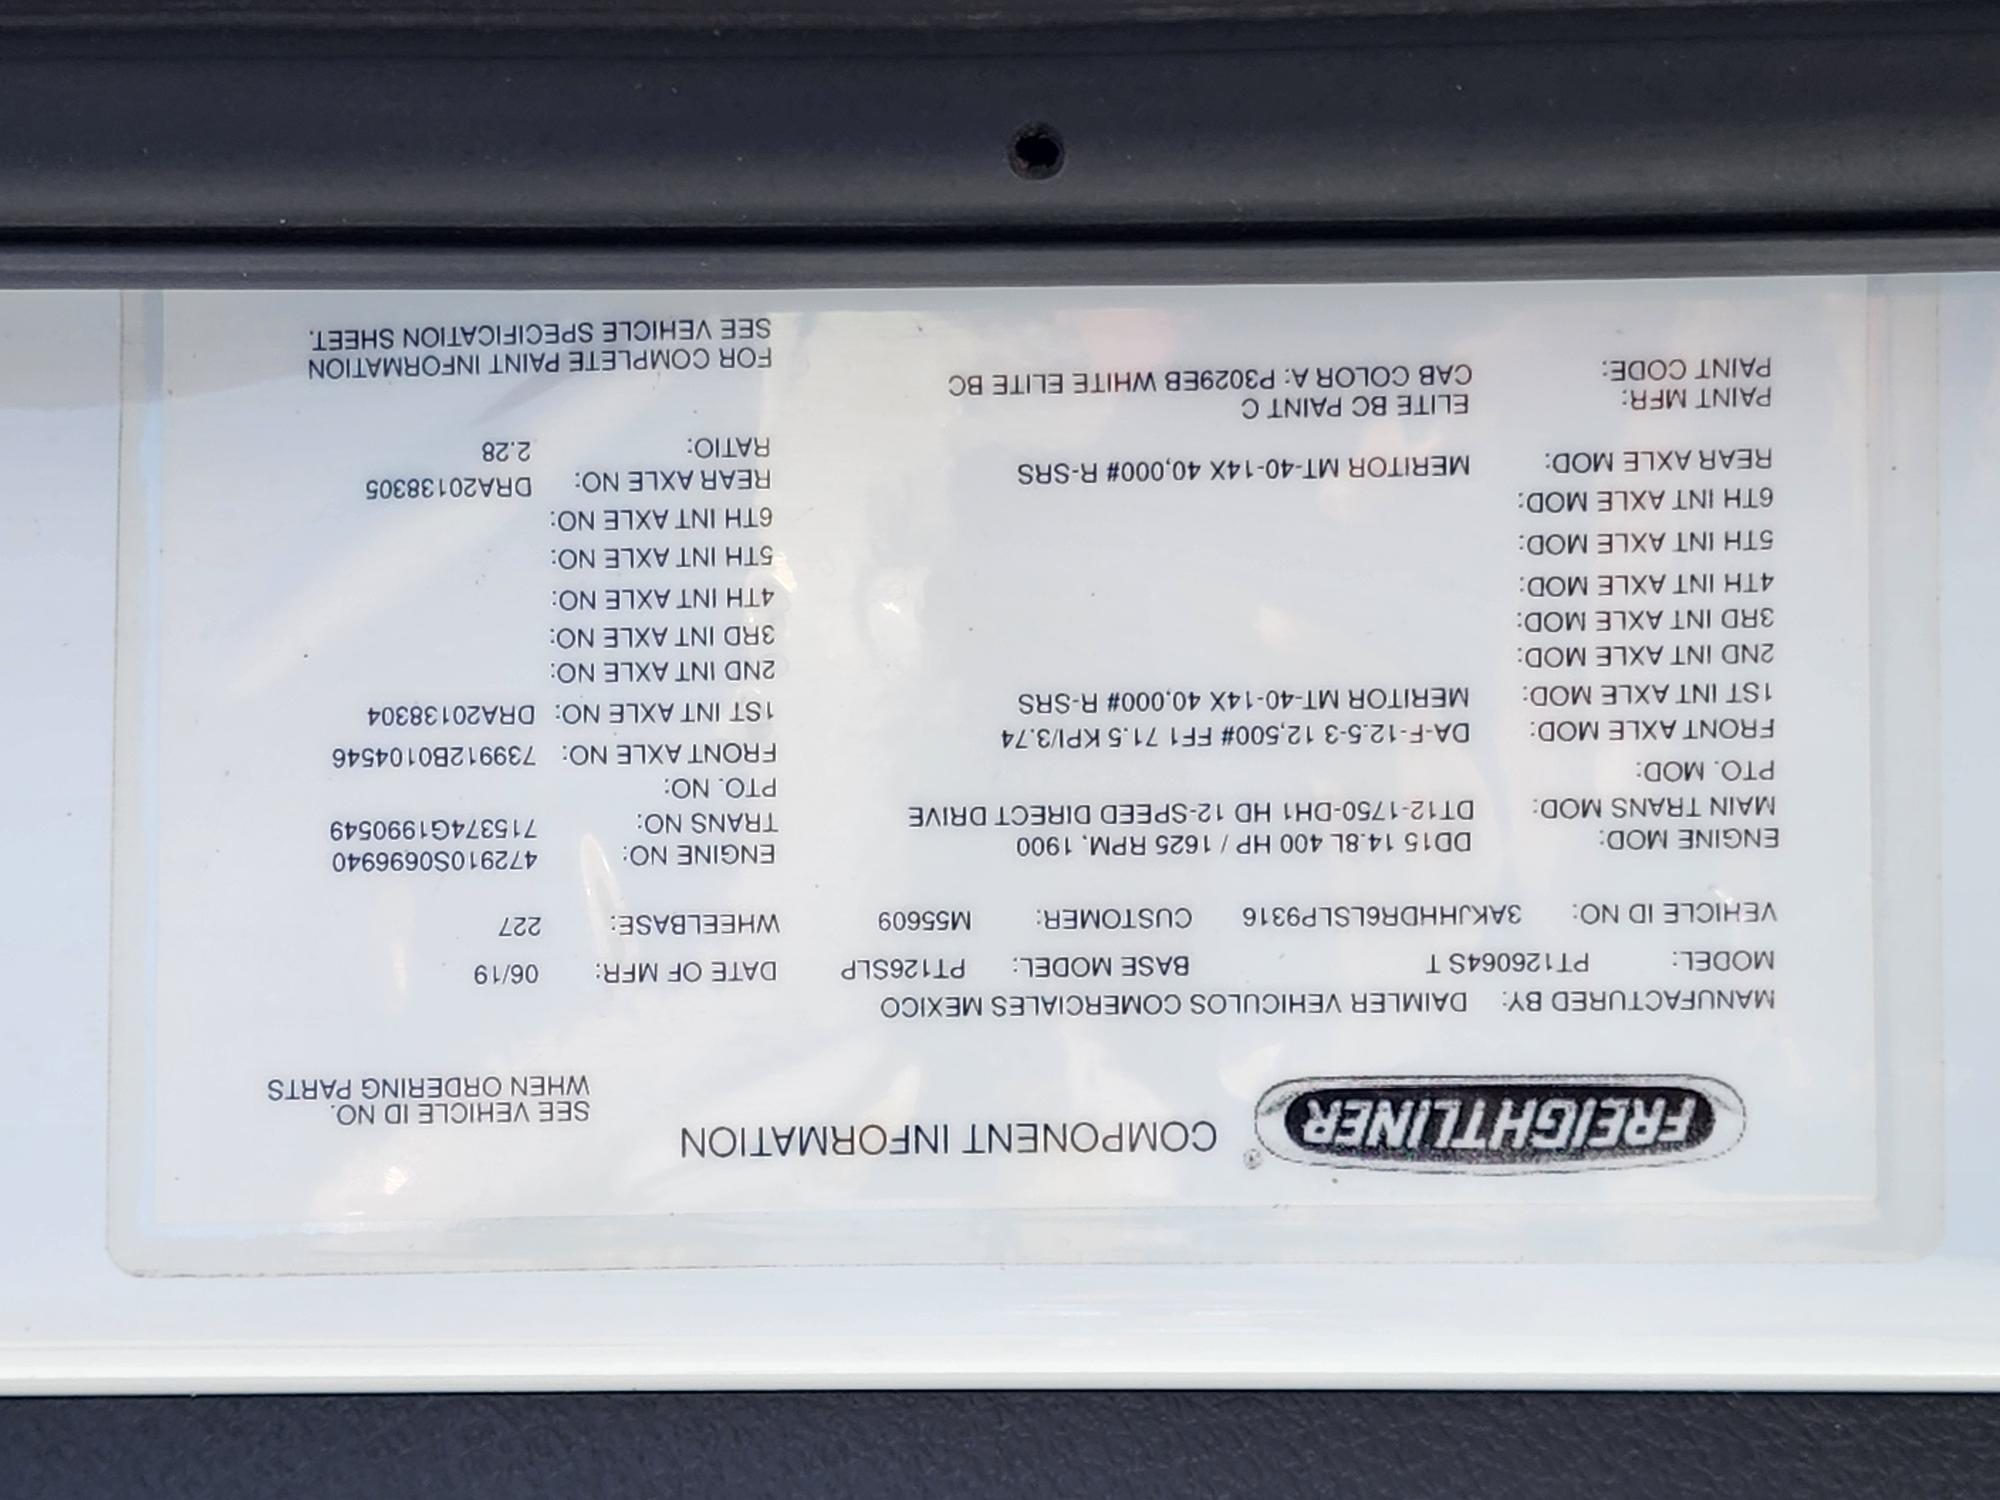 FREIGHTLINER® COMPONENT INFORMATION
SEE VEHICLE ID NO.
WHEN ORDERING PARTS
MANUFACTURED BY: DAIMLER VEHICULOS COMERCIALES MEXICO
MODEL: PT126064S T BASE MODEL: PT126SLP DATE OF MFR: 06/19
VEHICLE ID NO: 3AKJHHDR6LSLP9316 CUSTOMER: M55609 WHEELBASE: 227
ENGINE MOD: DD15 14.8L 400 HP / 1625 RPM, 1900 ENGINE NO: 472910S0696940
MAIN TRANS MOD: DT12-1750-DH1 HD 12-SPEED DIRECT DRIVE TRANS NO: 715374G1990549
PTO. MOD: PTO. NO:
FRONT AXLE MOD: DA-F-12.5-3 12,500# FF1 71.5 KPI/3.74 FRONT AXLE NO: 739912B0104546
1ST INT AXLE MOD: MERITOR MT-40-14X 40,000# R-SRS 1ST INT AXLE NO: DRA20138304
2ND INT AXLE MOD: 2ND INT AXLE NO:
3RD INT AXLE MOD: 3RD INT AXLE NO:
4TH INT AXLE MOD: 4TH INT AXLE NO:
5TH INT AXLE MOD: 5TH INT AXLE NO:
6TH INT AXLE MOD: 6TH INT AXLE NO:
REAR AXLE MOD: MERITOR MT-40-14X 40,000# R-SRS REAR AXLE NO: DRA20138305
RATIO: 2.28
PAINT MFR: ELITE BC PAINT C
PAINT CODE: CAB COLOR A: P3029EB WHITE ELITE BC
FOR COMPLETE PAINT INFORMATION
SEE VEHICLE SPECIFICATION SHEET.